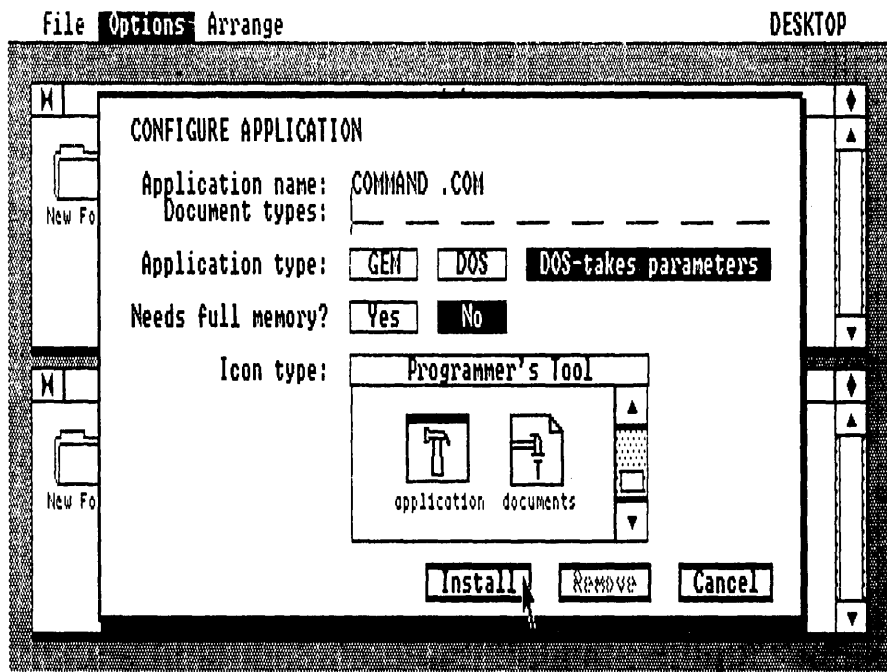 File Options Arrange DESKTOP
CONFIGURE APPLICATION
Application name: COMMAND .COM
Document types:
Application type: GEM DOS DOS-takes parameters
Needs full memory? Yes No
Icon type: Programmer's Tool
application documents
New Fo
New Fo
Install Remove Cancel